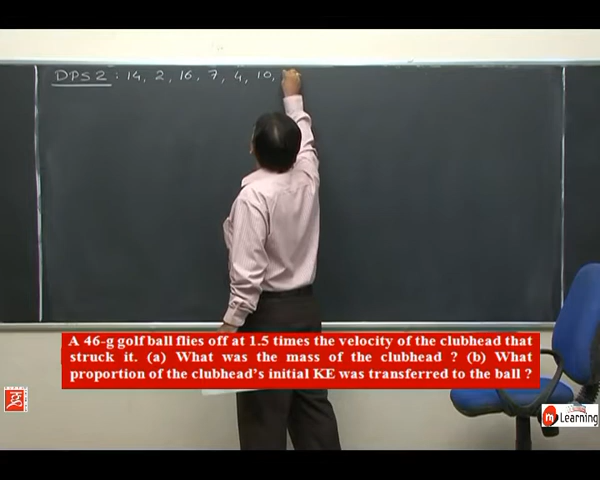 DPS 2 : 14, 2, 16, 7, 4, 10,
A 46-g golf ball flies off at 1.5 times the velocity of the clubhead that
struck it. (a) What was the mass of the clubhead ? (b) What
proportion of the clubhead's initial KE was transferred to the ball ?
m Learning